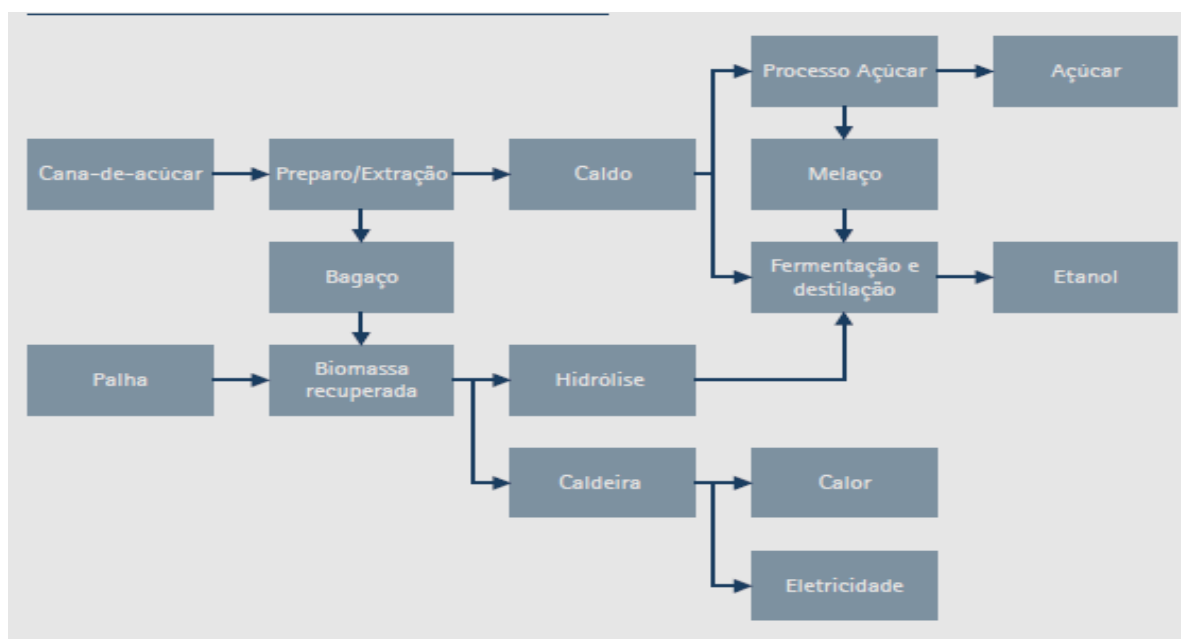 Processo Açúcar
Açúcar
Cana-de-acúcar
Preparo/Extração
Caldo
Melaço
Bagaço
Fermentação e
destilação
Etanol
Palha
Biomassa
recuperada
Hidrólise
Caldeira
Calor
Eletricidade